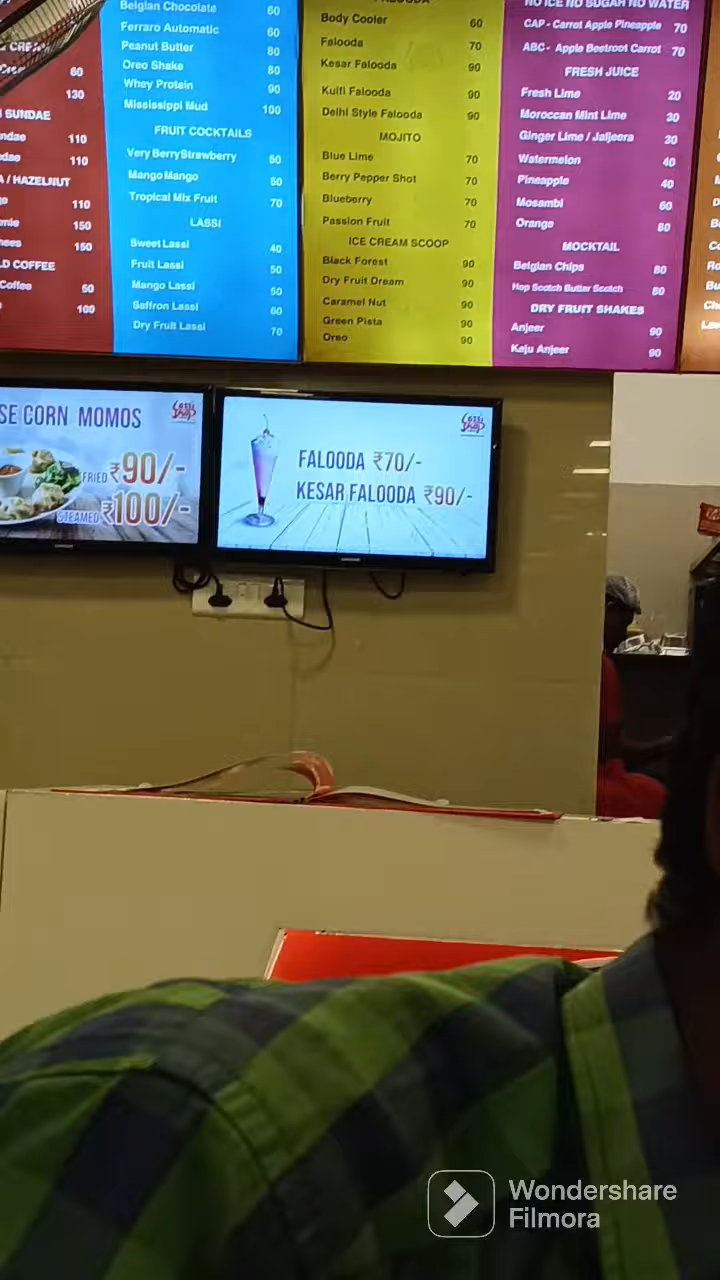 60
130
SUNDAE
110
110
/ HAZELNUT
110
150
150
COFFEE
Coffee 50
100
Belgian Chocolate 60
Ferraro Automatic 60
Peanut Butter 80
Oreo Shake 80
Whey Protein 90
Mississippi Mud 100
FRUIT COCKTAILS
Very BerryStrawberry 50
Mango Mango 50
Tropical Mix Fruit 70
LASSI
Sweet Lassi 40
Fruit Lassi 50
Mango Lassi 50
Saffron Lassi 60
Dry Fruit Lassi 70
Body Cooler 60
Falooda 70
Kesar Falooda 90
Kulfi Falooda 90
Delhi Style Falooda 90
MOJITO
Blue Lime 70
Berry Pepper Shot 70
Blueberry 70
Passion Fruit 70
ICE CREAM SCOOP
Black Forest 90
Dry Fruit Dream 90
Caramel Nut 90
Green Pista 90
Oreo 90
NO ICE NO SUGAR NO WATER
CAP - Carrot Apple Pineapple 70
ABC - Apple Beetroot Carrot 70
FRESH JUICE
Fresh Lime 20
Moroccan Mint Lime 30
Ginger Lime / Jaljeera 30
Watermelon 40
Pineapple 40
Mosambi 60
Orange 80
MOCKTAIL
Belgian Chips 80
Hop Scotch Butter Scotch 80
DRY FRUIT SHAKES
Anjeer 90
Kaju Anjeer 90
SE CORN MOMOS
FRIED ₹90/-
STEAMED ₹100/-
Lassi Shop
FALOODA ₹70/-
KESAR FALOODA ₹90/-
Lassi Shop
Wondershare
Filmora